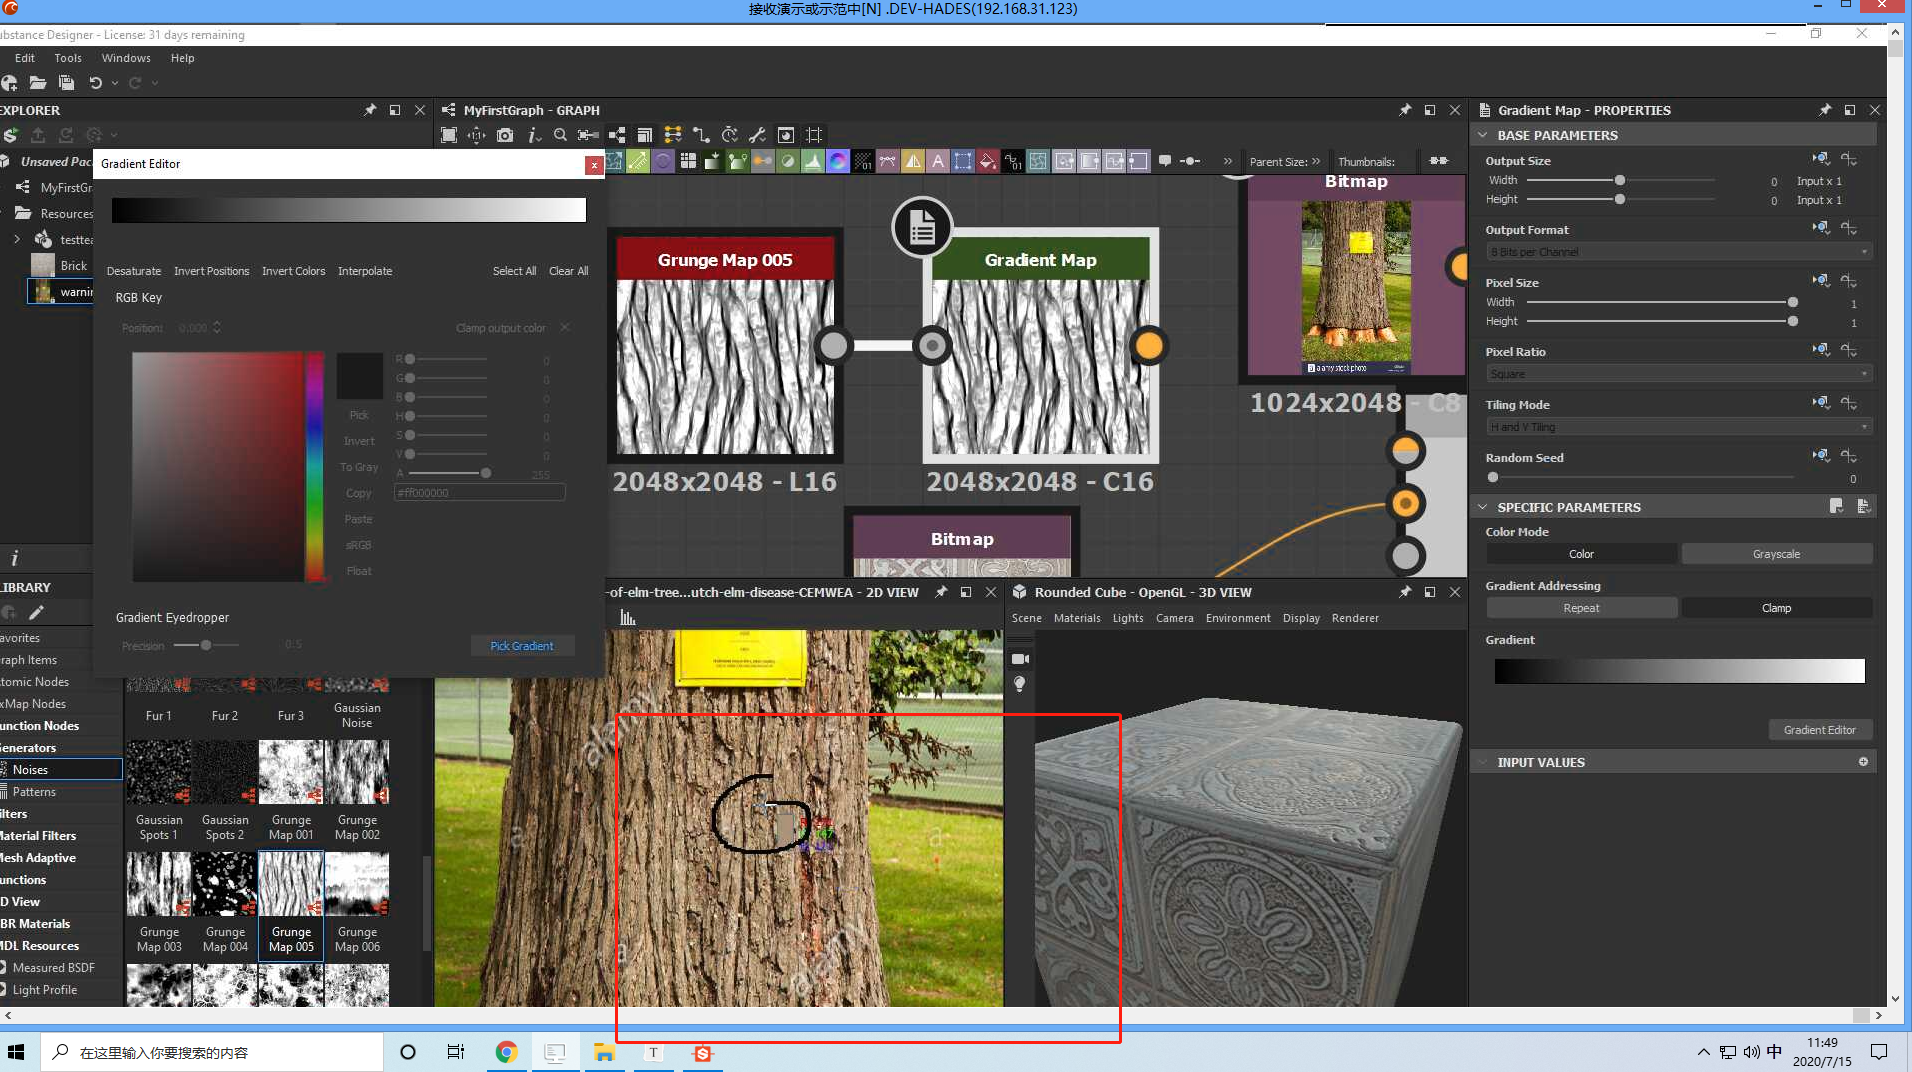 接收演示或示范中[N] .DEV-HADES(192.168.31.123)
ubstance Designer - License: 31 days remaining
Edit Tools Windows Help
EXPLORER
MyFirstGraph - GRAPH
Gradient Map - PROPERTIES
BASE PARAMETERS
Unsaved Pac
Gradient Editor
Parent Size: »
Thumbnails:
Output Size
Width 0 Input x 1
Height 0 Input x 1
MyFirstGr
Resources
testtea
Brick
warnin
Bitmap
alamy stock photo
1024x2048 - C8
Grunge Map 005
2048x2048 - L16
Gradient Map
2048x2048 - C16
Bitmap
Output Format
8 Bits per Channel
Pixel Size
Width 1
Height 1
Pixel Ratio
Square
Tiling Mode
H and V Tiling
Random Seed
0
SPECIFIC PARAMETERS
Color Mode
Color Grayscale
Gradient Addressing
Repeat Clamp
Gradient
Gradient Editor
INPUT VALUES
Desaturate Invert Positions Invert Colors Interpolate Select All Clear All
RGB Key
Position: 0.000 Clamp output color
R 0
G 0
B 0
H 0
S 0
V 0
A 255
#ff000000
Pick
Invert
To Gray
Copy
Paste
sRGB
Float
Gradient Eyedropper
Precision 0.5 Pick Gradient
LIBRARY
avorites
raph Items
tomic Nodes
xMap Nodes
unction Nodes
Generators
Noises
Patterns
ilters
Material Filters
Mesh Adaptive
unctions
D View
BR Materials
MDL Resources
Measured BSDF
Light Profile
Fur 1
Fur 2
Fur 3
Gaussian Noise
Gaussian Spots 1
Gaussian Spots 2
Grunge Map 001
Grunge Map 002
Grunge Map 003
Grunge Map 004
Grunge Map 005
Grunge Map 006
-of-elm-tree...utch-elm-disease-CEMWEA - 2D VIEW
alamy
a
a
a
alamy
Rounded Cube - OpenGL - 3D VIEW
Scene Materials Lights Camera Environment Display Renderer
在这里输入你要搜索的内容
中
11:49
2020/7/15